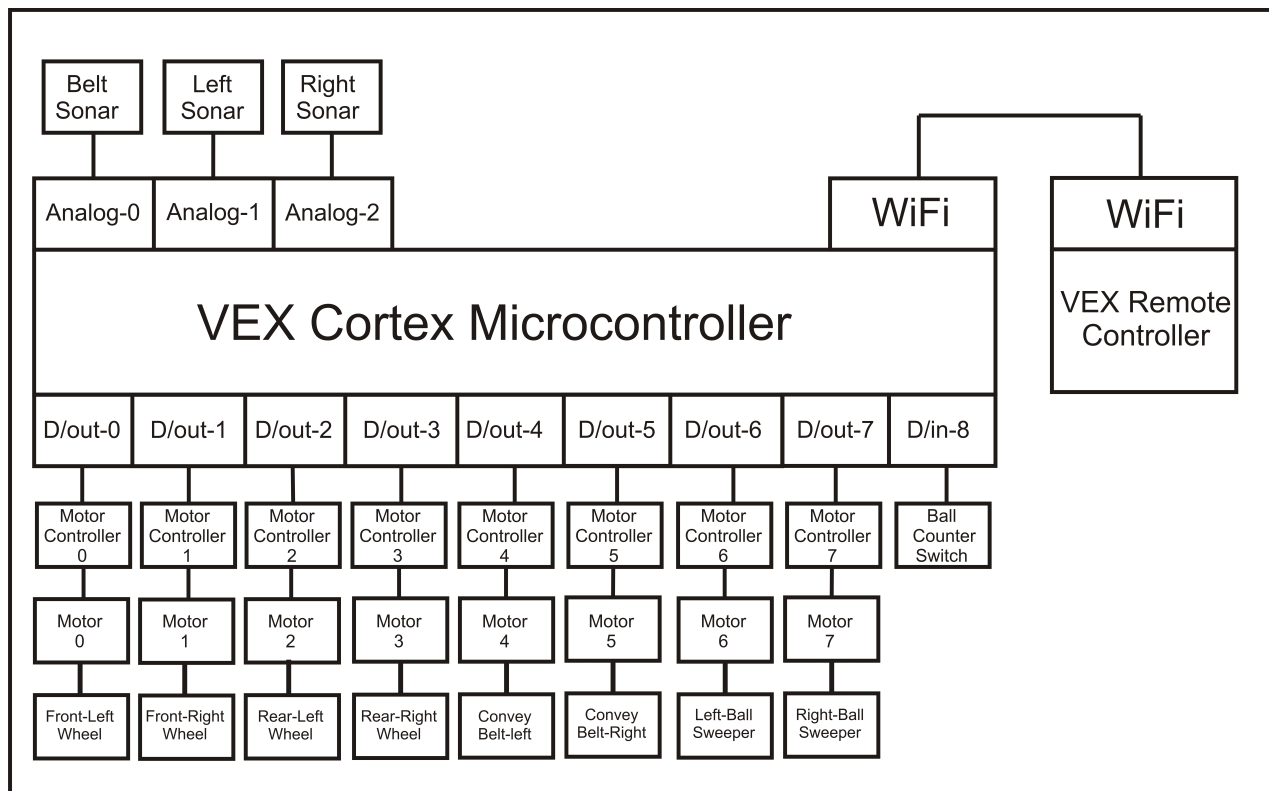 Belt
Sonar
Left
Sonar
Right
Sonar
Analog-0
Analog-1
Analog-2
WiFi
WiFi
VEX Cortex Microcontroller
VEX Remote
Controller
D/out-0
D/out-1
D/out-2
D/out-3
D/out-4
D/out-5
D/out-6
D/out-7
D/in-8
Motor
Controller
0
Motor
Controller
1
Motor
Controller
2
Motor
Controller
3
Motor
Controller
4
Motor
Controller
5
Motor
Controller
6
Motor
Controller
7
Ball
Counter
Switch
Motor
0
Motor
1
Motor
2
Motor
3
Motor
4
Motor
5
Motor
6
Motor
7
Front-Left
Wheel
Front-Right
Wheel
Rear-Left
Wheel
Rear-Right
Wheel
Convey
Belt-left
Convey
Belt-Right
Left-Ball
Sweeper
Right-Ball
Sweeper